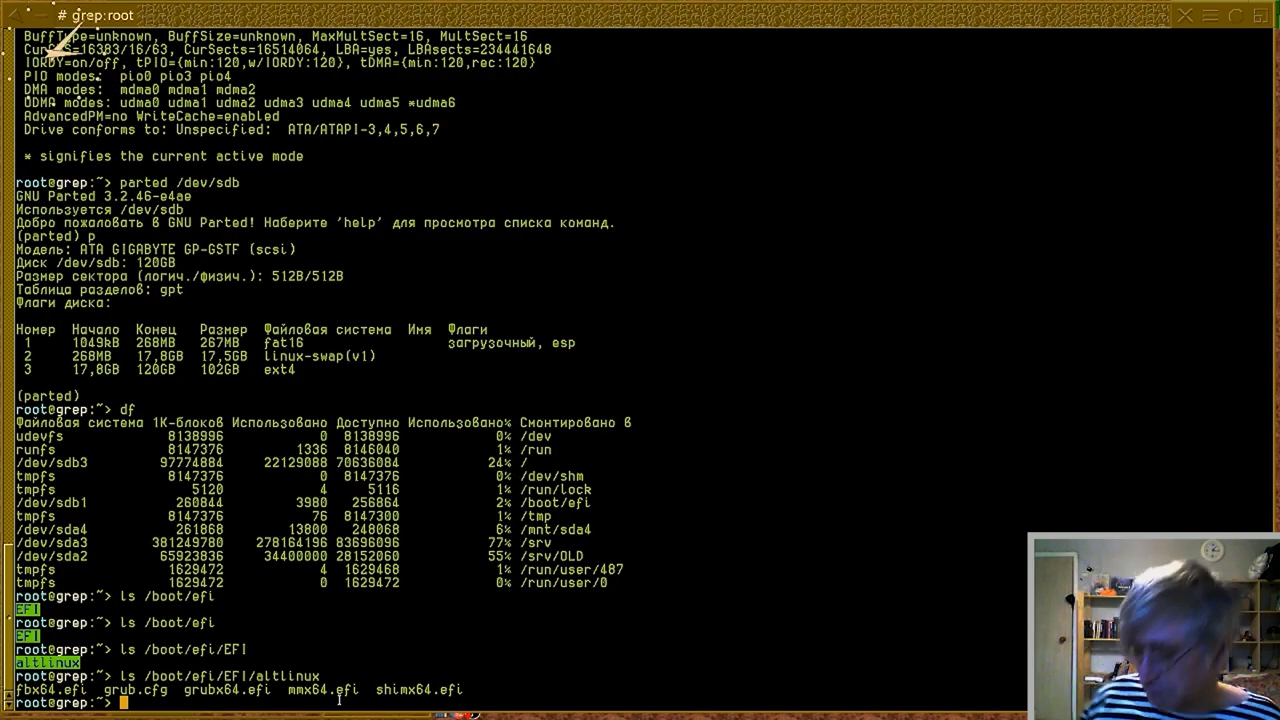 # grep:root
BuffType=unknown, BuffSize=unknown, MaxMultSect=16, MultSect=16
CurCHS=16383/16/63, CurSects=16514064, LBA=yes, LBAsects=234441648
IORDY=on/off, tPIO={min:120,w/IORDY:120}, tDMA={min:120,rec:120}
PIO modes:  pio0 pio3 pio4
DMA modes:  mdma0 mdma1 mdma2
UDMA modes: udma0 udma1 udma2 udma3 udma4 udma5 *udma6
AdvancedPM=no WriteCache=enabled
Drive conforms to: Unspecified:  ATA/ATAPI-3,4,5,6,7
* signifies the current active mode
root@grep:~> parted /dev/sdb
GNU Parted 3.2.46-e4ae
Используется /dev/sdb
Добро пожаловать в GNU Parted! Наберите 'help' для просмотра списка команд.
(parted) p
Модель: ATA GIGABYTE GP-GSTF (scsi)
Диск /dev/sdb: 120GB
Размер сектора (логич./физич.): 512B/512B
Таблица разделов: gpt
Флаги диска:
Номер  Начало  Конец   Размер  Файловая система  Имя  Флаги
1      1049kB  268MB   267MB   fat16                  загрузочный, esp
2      268MB   17,8GB  17,5GB  linux-swap(v1)
3      17,8GB  120GB   102GB   ext4
(parted)
root@grep:~> df
Файловая система 1K-блоков Использовано Доступно Использовано% Смонтировано в
udevfs             8138996            0  8138996            0% /dev
runfs              8147376         1336  8146040            1% /run
/dev/sdb3         97774884     22129088 70636084           24% /
tmpfs              8147376            0  8147376            0% /dev/shm
tmpfs                 5120            4     5116            1% /run/lock
/dev/sdb1           260844         3980   256864            2% /boot/efi
tmpfs              8147376           76  8147300            1% /tmp
/dev/sda4           261868        13800   248068            6% /mnt/sda4
/dev/sda3        381249780    278164196 83696096           77% /srv
/dev/sda2         65923836     34400000 28152060           55% /srv/OLD
tmpfs              1629472            4  1629468            1% /run/user/487
tmpfs              1629472            0  1629472            0% /run/user/0
root@grep:~> ls /boot/efi
EFI
root@grep:~> ls /boot/efi
EFI
root@grep:~> ls /boot/efi/EFI
altlinux
root@grep:~> ls /boot/efi/EFI/altlinux
fbx64.efi  grub.cfg  grubx64.efi  mmx64.efi  shimx64.efi
root@grep:~>